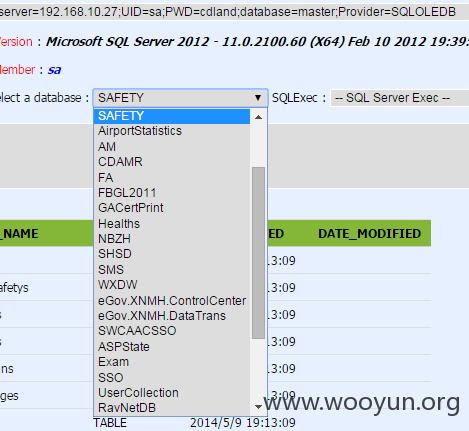 server=192.168.10.27;UID=sa;PWD=cdland;database=master;Provider=SQLOLEDB
Version : Microsoft SQL Server 2012 - 11.0.2100.60 (X64) Feb 10 2012 19:39:
Member : sa
elect a database : SAFETY SQLExec : -- SQL Server Exec --
SAFETY
AirportStatistics
AM
CDAMR
FA
FBGL2011
GACertPrint
Healths
NBZH
SHSD
SMS
WXDW
eGov.XNMH.ControlCenter
eGov.XNMH.DataTrans
SWCAACSSO
ASPState
Exam
SSO
UserCollection
RavNetDB
_NAME ED DATE_MODIFIED
13:09
afetys 13:09
s 13:09
s 13:09
ns 13:09
ges 13:09
TABLE 2014/5/9 19:13:09
www.wooyun.org